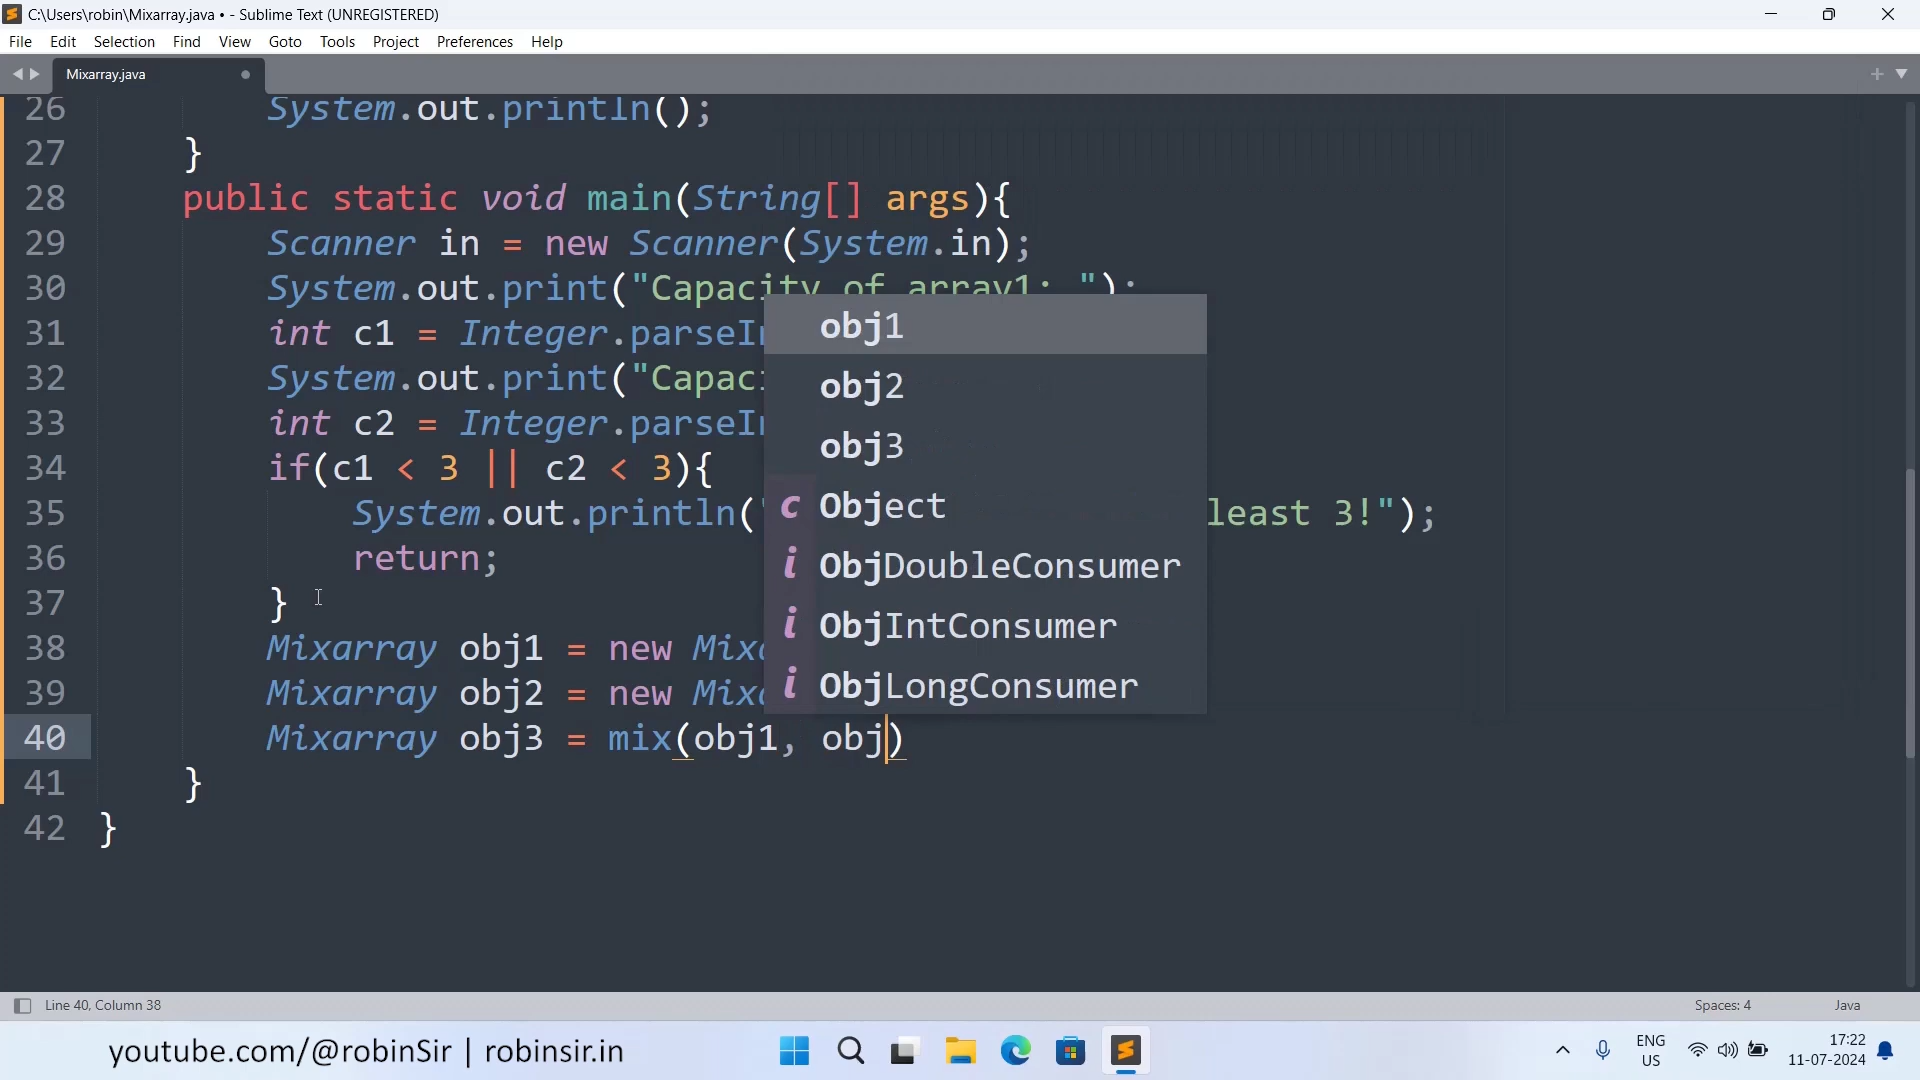 C:\Users\robin\Mixarray.java • - Sublime Text (UNREGISTERED)
File Edit Selection Find View Goto Tools Project Preferences Help
Mixarray.java
26 System.out.println();
27 }
28 public static void main(String[] args){
29 Scanner in = new Scanner(System.in);
30 System.out.print("Capacity of array1: ");
31 int c1 = Integer.parseIn
32 System.out.print("Capaci
33 int c2 = Integer.parseIn
34 if(c1 < 3 || c2 < 3){
35 System.out.println( least 3!");
36 return;
37 }
38 Mixarray obj1 = new Mixa
39 Mixarray obj2 = new Mixa
40 Mixarray obj3 = mix(obj1, obj)
41 }
42 }
obj1
obj2
obj3
c Object
i ObjDoubleConsumer
i ObjIntConsumer
i ObjLongConsumer
Line 40, Column 38
Spaces: 4
Java
youtube.com/@robinSir | robinsir.in
ENG
US
17:22
11-07-2024